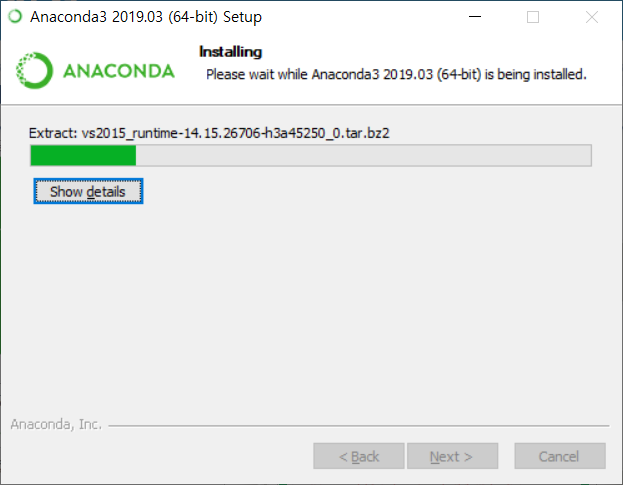 Anaconda3 2019.03 (64-bit) Setup
ANACONDA
Installing
Please wait while Anaconda3 2019.03 (64-bit) is being installed.
Extract: vs2015_runtime-14.15.26706-h3a45250_0.tar.bz2
Show details
Anaconda, Inc.
< Back
Next >
Cancel